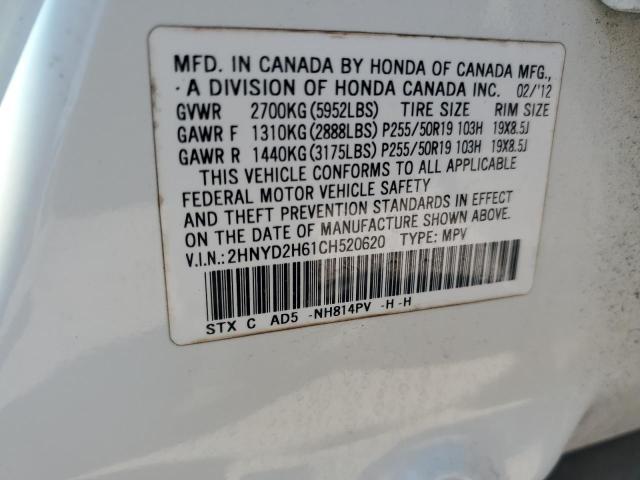 MFD. IN CANADA BY HONDA OF CANADA MFG.,
A DIVISION OF HONDA CANADA INC. 02/'12
GVWR 2700KG(5952LBS) TIRE SIZE RIM SIZE
GAWR F 1310KG(2888LBS) P255/50R19 103H 19X8.5J
GAWR R 1440KG(3175LBS) P255/50R19 103H 19X8.5J
THIS VEHICLE CONFORMS TO ALL APPLICABLE
FEDERAL MOTOR VEHICLE SAFETY
AND THEFT PREVENTION STANDARDS IN EFFECT
ON THE DATE OF MANUFACTURE SHOWN ABOVE.
V.I.N.:2HNYD2H61CH520620 TYPE: MPV
STX C AD5 -NH814PV -H -H